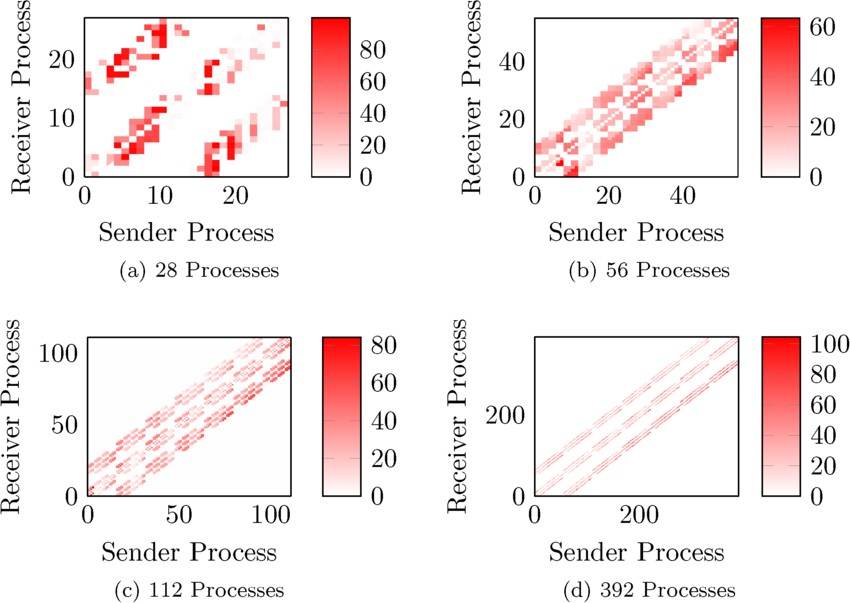 Receiver Process
20
10
0
0 10 20
80
60
40
20
0
Sender Process
(a) 28 Processes
Receiver Process
40
20
0
0 20 40
60
40
20
0
Sender Process
(b) 56 Processes
Receiver Process
100
50
0
0 50 100
80
60
40
20
0
Sender Process
(c) 112 Processes
Receiver Process
200
0
0 200
100
80
60
40
20
0
Sender Process
(d) 392 Processes